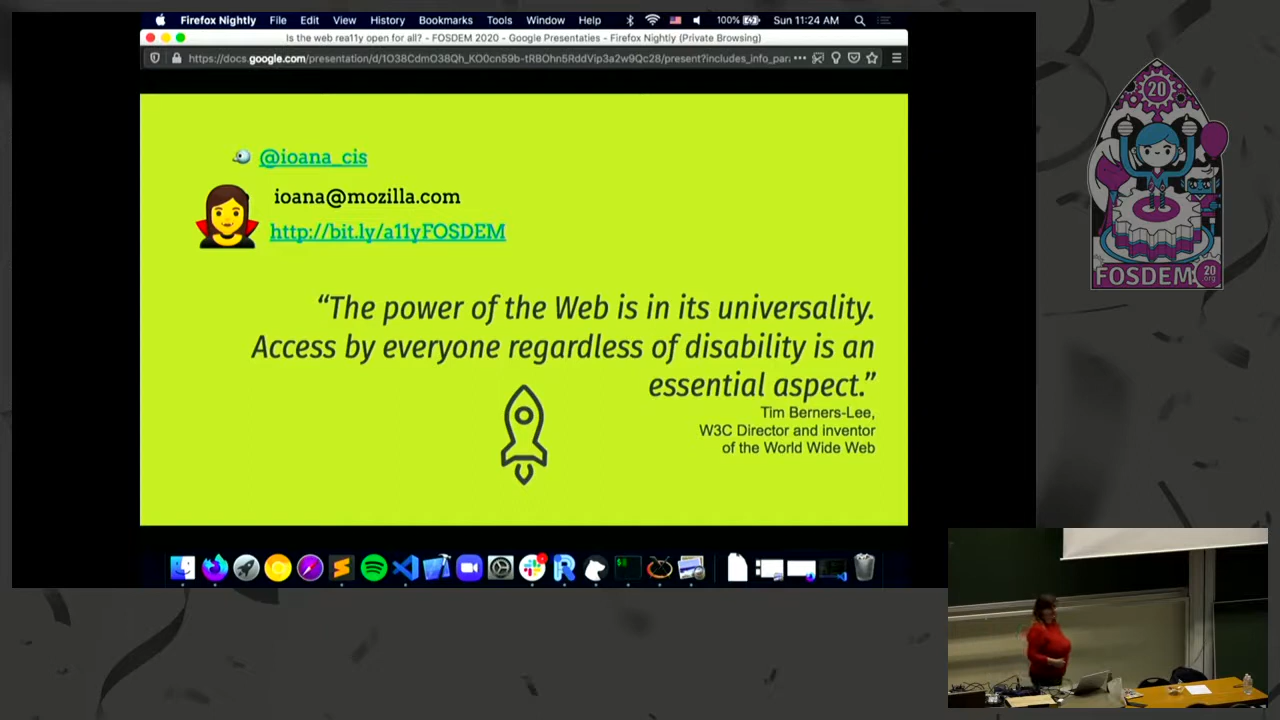 Firefox Nightly File Edit View History Bookmarks Tools Window Help 100% Sun 11:24 AM
Is the web rea11y open for all? - FOSDEM 2020 - Google Presentaties - Firefox Nightly (Private Browsing)
@ioana_cis
ioana@mozilla.com
http://bit.ly/a11yFOSDEM
“The power of the Web is in its universality.
Access by everyone regardless of disability is an
essential aspect.”
Tim Berners-Lee,
W3C Director and inventor
of the World Wide Web
20
FOSDEM 20
.org